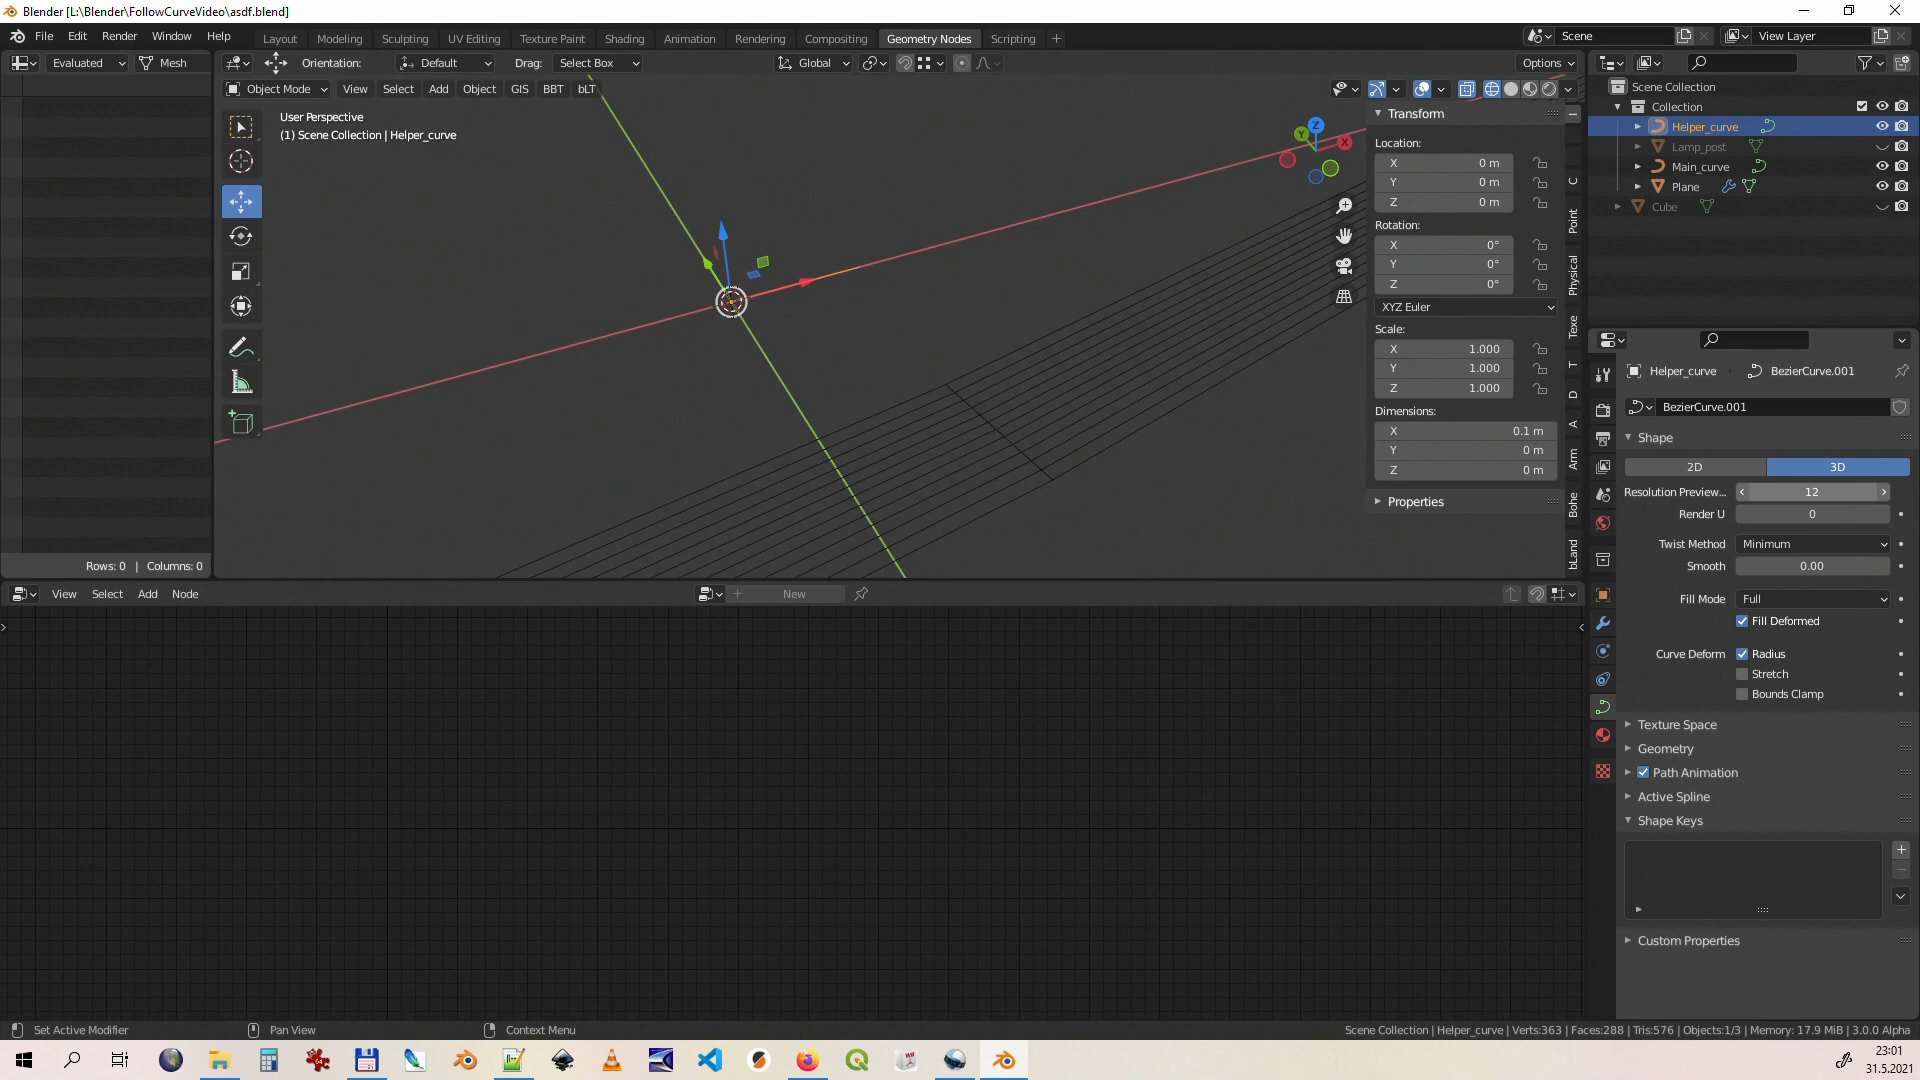 Blender [L:\Blender\FollowCurveVideo\asdf.blend]
File Edit Render Window Help
Layout Modeling Sculpting UV Editing Texture Paint Shading Animation Rendering Compositing Geometry Nodes Scripting +
Scene
View Layer
Evaluated Mesh
Orientation: Default Drag: Select Box
Global
Options
Object Mode View Select Add Object GIS BBT bLT
User Perspective
(1) Scene Collection | Helper_curve
Z
Y
X
Transform
Location:
X 0 m
Y 0 m
Z 0 m
Rotation:
X 0°
Y 0°
Z 0°
XYZ Euler
Scale:
X 1.000
Y 1.000
Z 1.000
Dimensions:
X 0.1 m
Y 0 m
Z 0 m
Properties
C
Point
Physical
Texe
T
D
A
Arm
Bohe
bLand
Rows: 0 | Columns: 0
Scene Collection
Collection
Helper_curve
Lamp_post
Main_curve
Plane
Cube
Helper_curve BezierCurve.001
BezierCurve.001
Shape
2D 3D
Resolution Preview... 12
Render U 0
Twist Method Minimum
Smooth 0.00
Fill Mode Full
Fill Deformed
Curve Deform Radius
Stretch
Bounds Clamp
Texture Space
Geometry
Path Animation
Active Spline
Shape Keys
Custom Properties
View Select Add Node
New
Set Active Modifier
Pan View
Context Menu
Scene Collection | Helper_curve | Verts:363 | Faces:288 | Tris:576 | Objects:1/3 | Memory: 17.9 MiB | 3.0.0 Alpha
23:01
31.5.2021